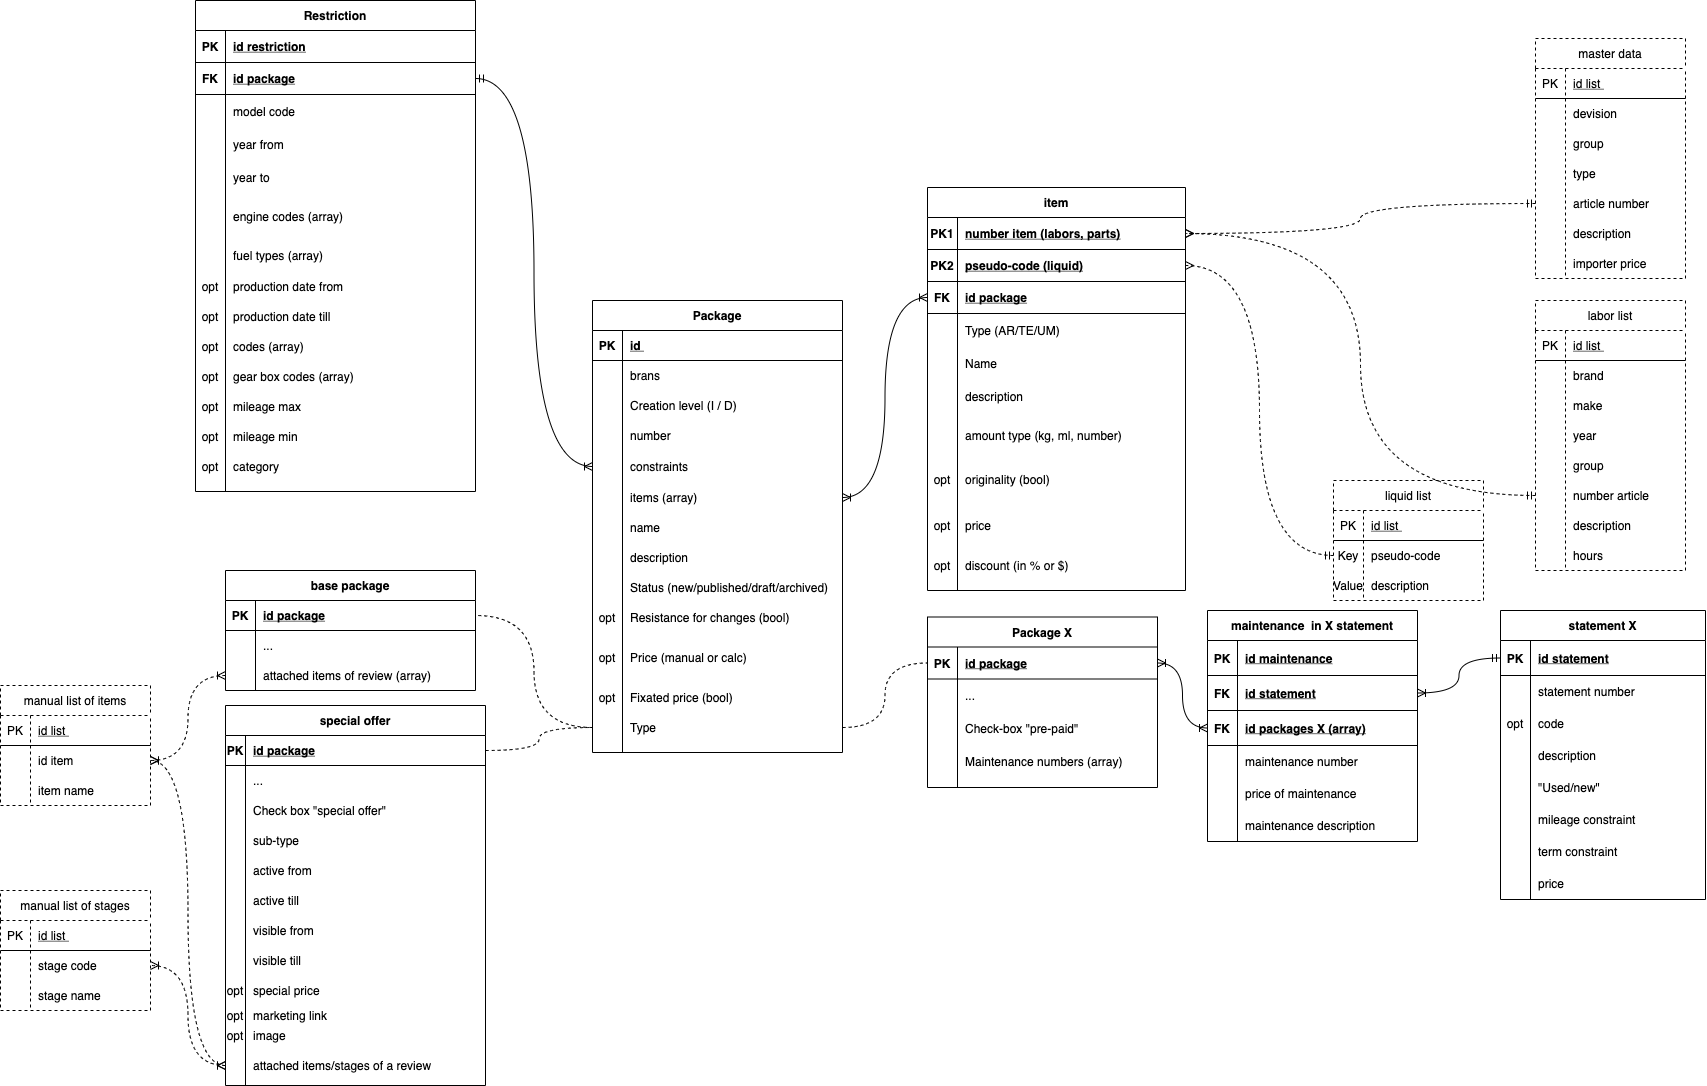 Restriction
PK id restriction
FK id package
model code
year from
year to
engine codes (array)
fuel types (array)
opt production date from
opt production date till
opt codes (array)
opt gear box codes (array)
opt mileage max
opt mileage min
opt category
Package
PK id
brans
Creation level (I / D)
number
constraints
items (array)
name
description
Status (new/published/draft/archived)
opt Resistance for changes (bool)
opt Price (manual or calc)
opt Fixated price (bool)
Type
item
PK1 number item (labors, parts)
PK2 pseudo-code (liquid)
FK id package
Type (AR/TE/UM)
Name
description
amount type (kg, ml, number)
opt originality (bool)
opt price
opt discount (in % or $)
master data
PK id list
devision
group
type
article number
description
importer price
labor list
PK id list
brand
make
year
group
number article
description
hours
liquid list
PK id list
Key pseudo-code
Value description
base package
PK id package
...
attached items of review (array)
manual list of items
PK id list
id item
item name
special offer
PK id package
...
Check box "special offer"
sub-type
active from
active till
visible from
visible till
opt special price
opt marketing link
opt image
attached items/stages of a review
manual list of stages
PK id list
stage code
stage name
Package X
PK id package
...
Check-box "pre-paid"
Maintenance numbers (array)
maintenance in X statement
PK id maintenance
FK id statement
FK id packages X (array)
maintenance number
price of maintenance
maintenance description
statement X
PK id statement
statement number
opt code
description
"Used/new"
mileage constraint
term constraint
price